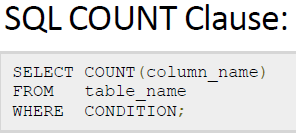 SQL COUNT Clause:
SELECT COUNT(column_name)
FROM   table_name
WHERE  CONDITION;